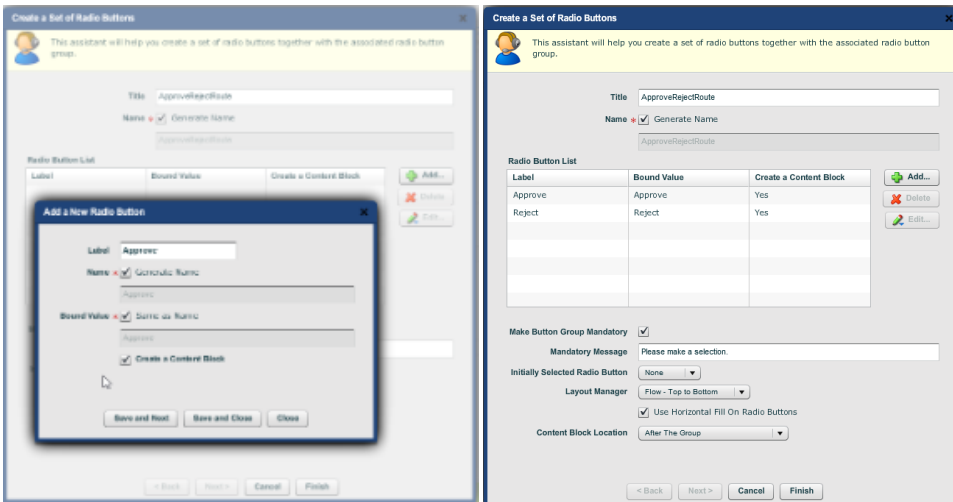 Create a Set of Radio Buttons
This assistant will help you create a set of radio buttons together with the associated radio button
group.
Title ApproveRejectRoute
Name * Generate Name
ApproveRejectRoute
Radio Button List
Label Bound Value Create a Content Block
Add...
Delete
Edit...
Add a New Radio Button
Label Approve
Name * Generate Name
Approve
Bound Value * Same as Name
Approve
Create a Content Block
Save and Next Save and Close Close
< Back Next > Cancel Finish
Create a Set of Radio Buttons
This assistant will help you create a set of radio buttons together with the associated radio button
group.
Title ApproveRejectRoute
Name * Generate Name
ApproveRejectRoute
Radio Button List
Label Bound Value Create a Content Block Add...
Approve Approve Yes Delete
Reject Reject Yes Edit...
Make Button Group Mandatory
Mandatory Message Please make a selection.
Initially Selected Radio Button None
Layout Manager Flow - Top to Bottom
Use Horizontal Fill On Radio Buttons
Content Block Location After The Group
< Back Next > Cancel Finish